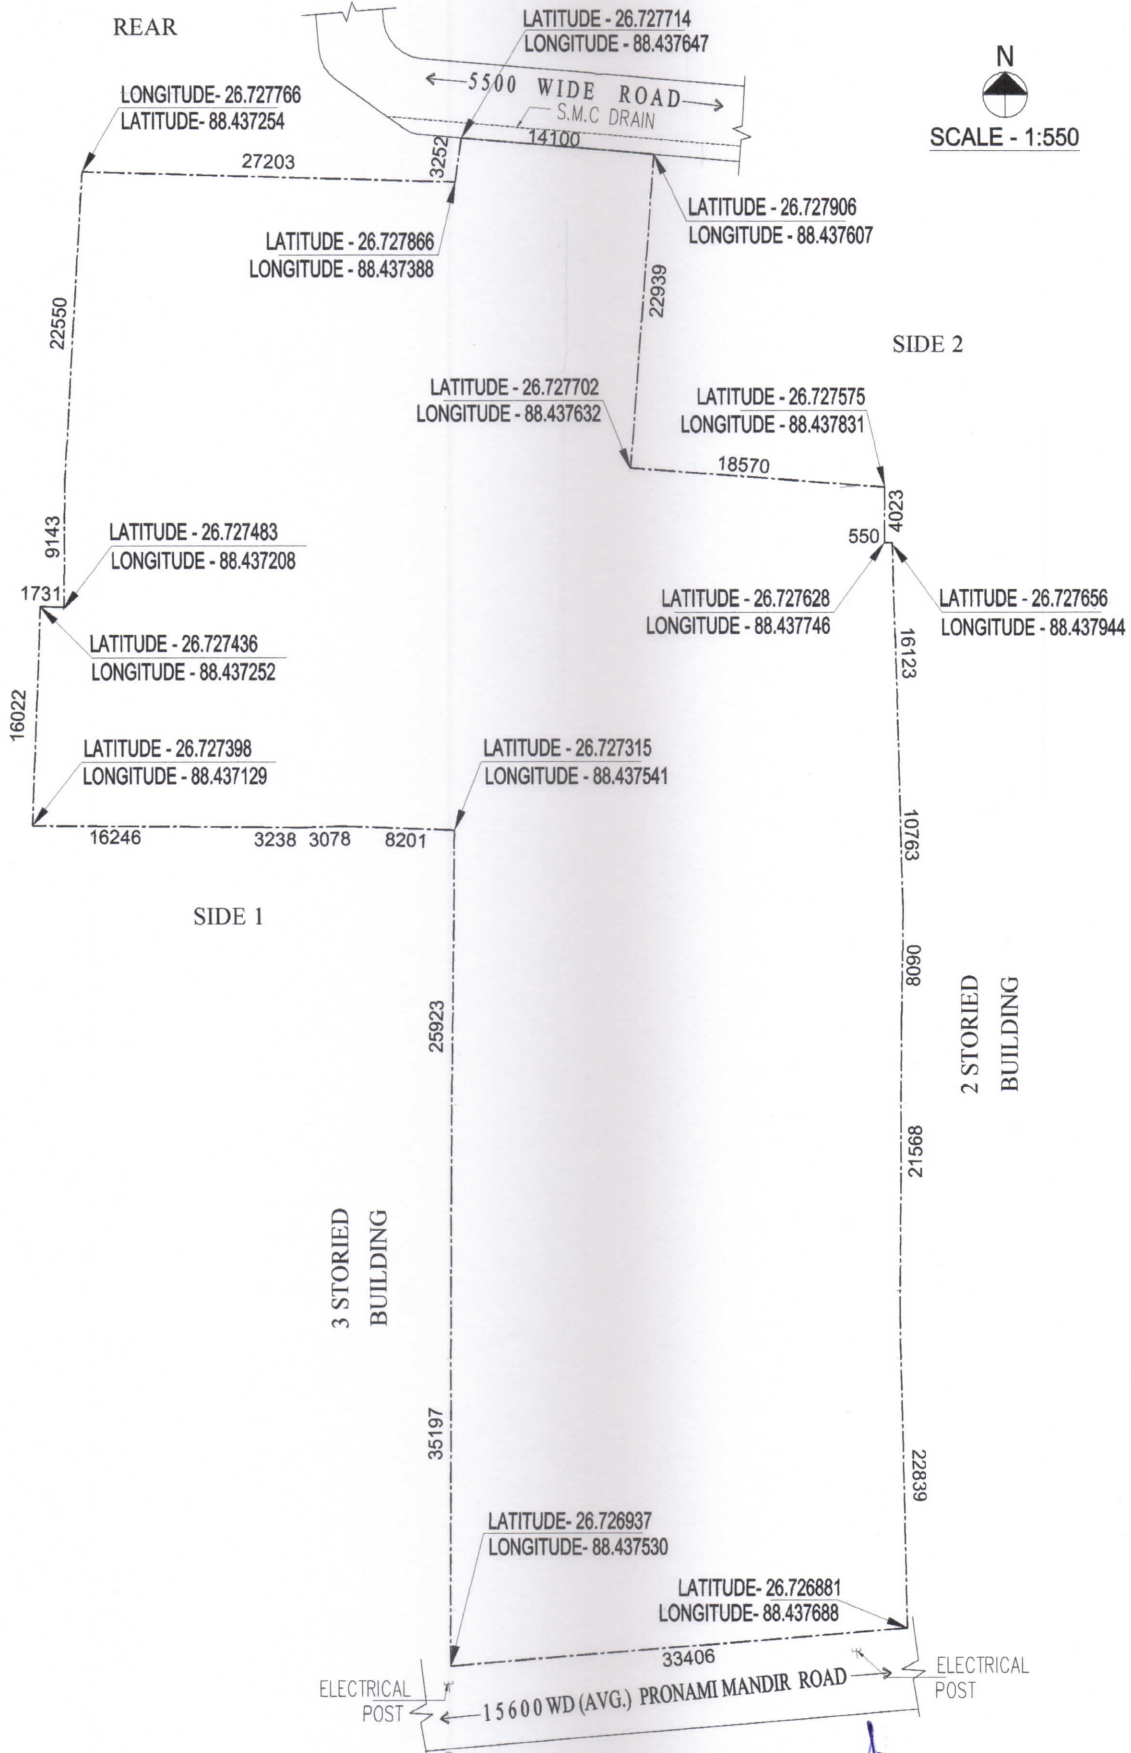 REAR
LATITUDE - 26.727714
LONGITUDE - 88.437647
N
SCALE - 1:550
5500 WIDE ROAD
S.M.C DRAIN
14100
LONGITUDE- 26.727766
LATITUDE- 88.437254
27203
3252
LATITUDE - 26.727906
LONGITUDE - 88.437607
LATITUDE - 26.727866
LONGITUDE - 88.437388
22550
22939
SIDE 2
LATITUDE - 26.727702
LONGITUDE - 88.437632
LATITUDE - 26.727575
LONGITUDE - 88.437831
18570
4023
550
9143
LATITUDE - 26.727483
LONGITUDE - 88.437208
1731
LATITUDE - 26.727628
LONGITUDE - 88.437746
LATITUDE - 26.727656
LONGITUDE - 88.437944
LATITUDE - 26.727436
LONGITUDE - 88.437252
16123
16022
LATITUDE - 26.727398
LONGITUDE - 88.437129
LATITUDE - 26.727315
LONGITUDE - 88.437541
16246
3238
3078
8201
10763
SIDE 1
8090
25923
2 STORIED
BUILDING
21568
3 STORIED
BUILDING
35197
22839
LATITUDE- 26.726937
LONGITUDE- 88.437530
LATITUDE- 26.726881
LONGITUDE- 88.437688
33406
ELECTRICAL
POST
15600 WD (AVG.) PRONAMI MANDIR ROAD
ELECTRICAL
POST